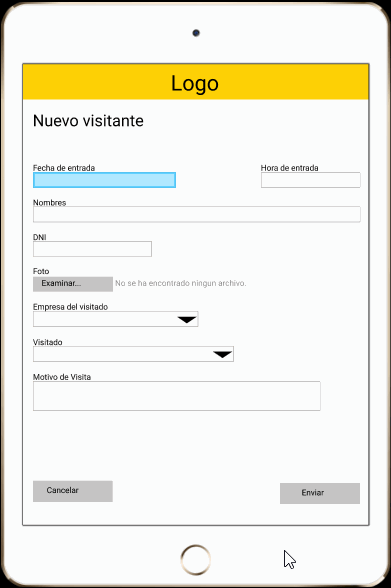 Logo
Nuevo visitante
Fecha de entrada
Hora de entrada
Nombres
DNI
Foto
Examinar... No se ha encontrado ningun archivo.
Empresa del visitado
Visitado
Motivo de Visita
Cancelar
Enviar